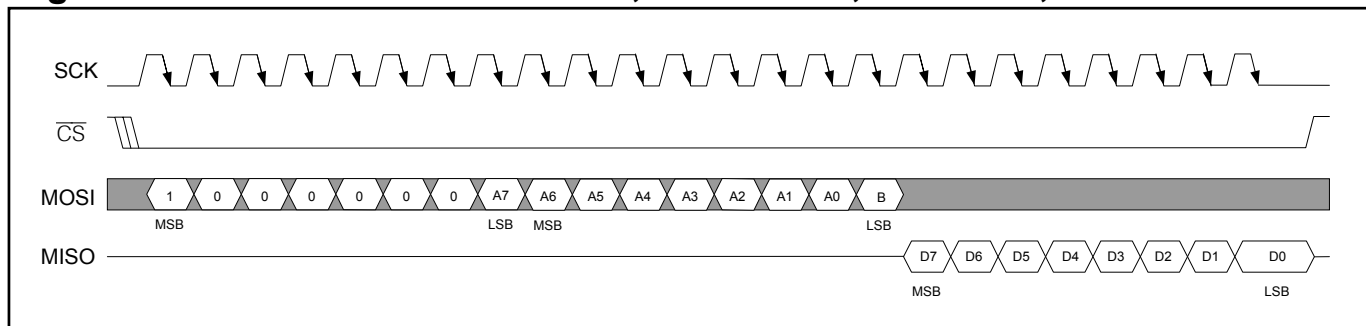 SCK
CS
MOSI 1 0 0 0 0 0 0 A7 A6 A5 A4 A3 A2 A1 A0 B
MSB LSB MSB LSB
MISO D7 D6 D5 D4 D3 D2 D1 D0
MSB LSB